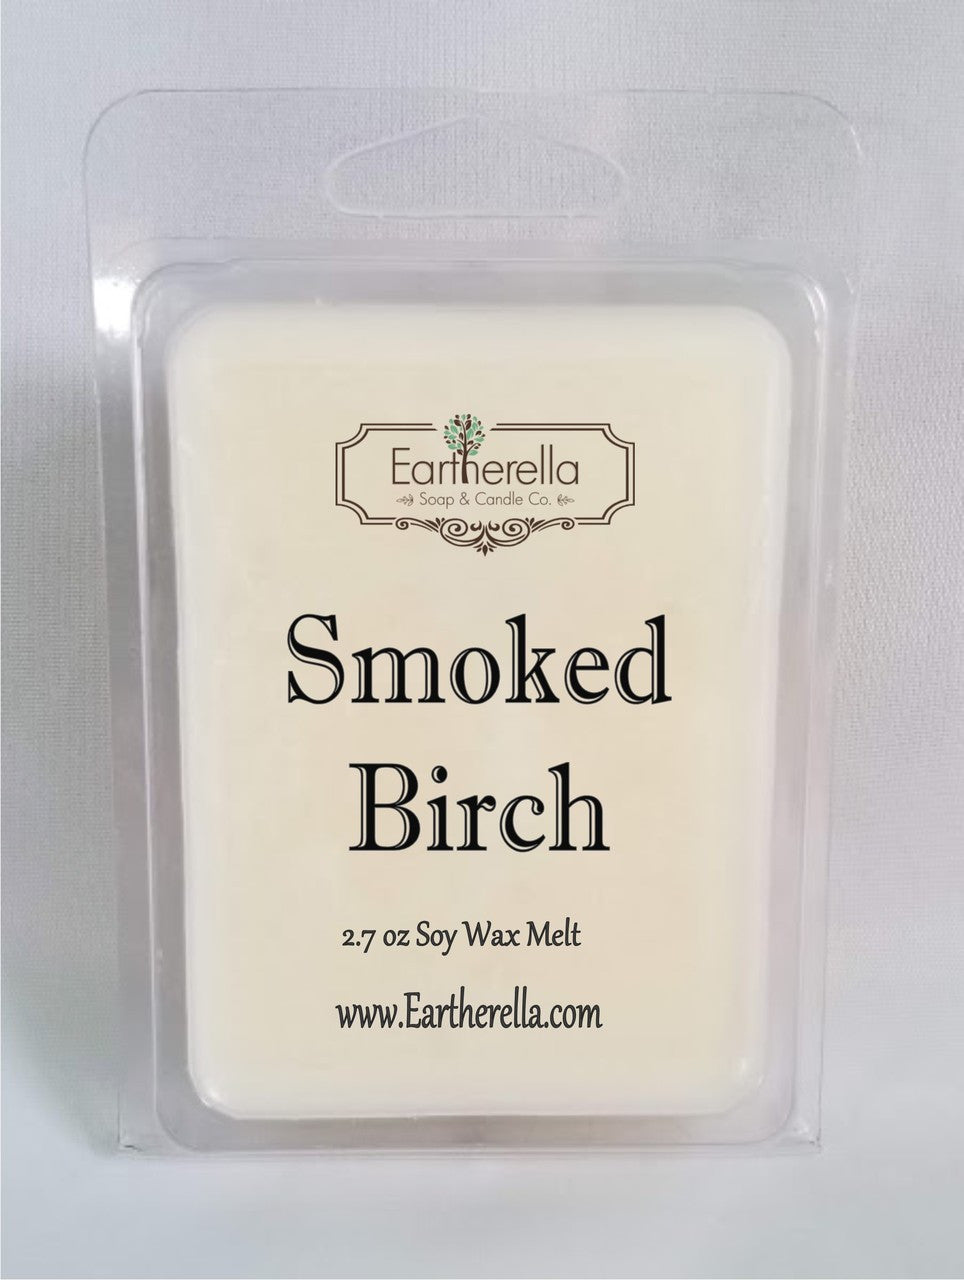 Eartherella
Soap & Candle Co.
Smoked
Birch
2.7 oz Soy Wax Melt
www.Eartherella.com